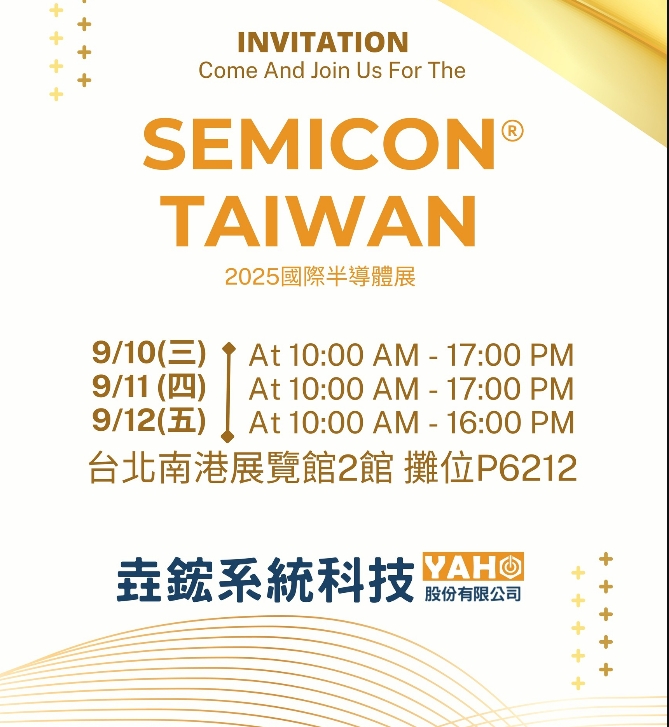 INVITATION
Come And Join Us For The
SEMICON®
TAIWAN
2025國際半導體展
9/10(三) At 10:00 AM - 17:00 PM
9/11 (四) At 10:00 AM - 17:00 PM
9/12(五) At 10:00 AM - 16:00 PM
台北南港展覽館2館 攤位P6212
垚鋐系統科技 YAHO
股份有限公司